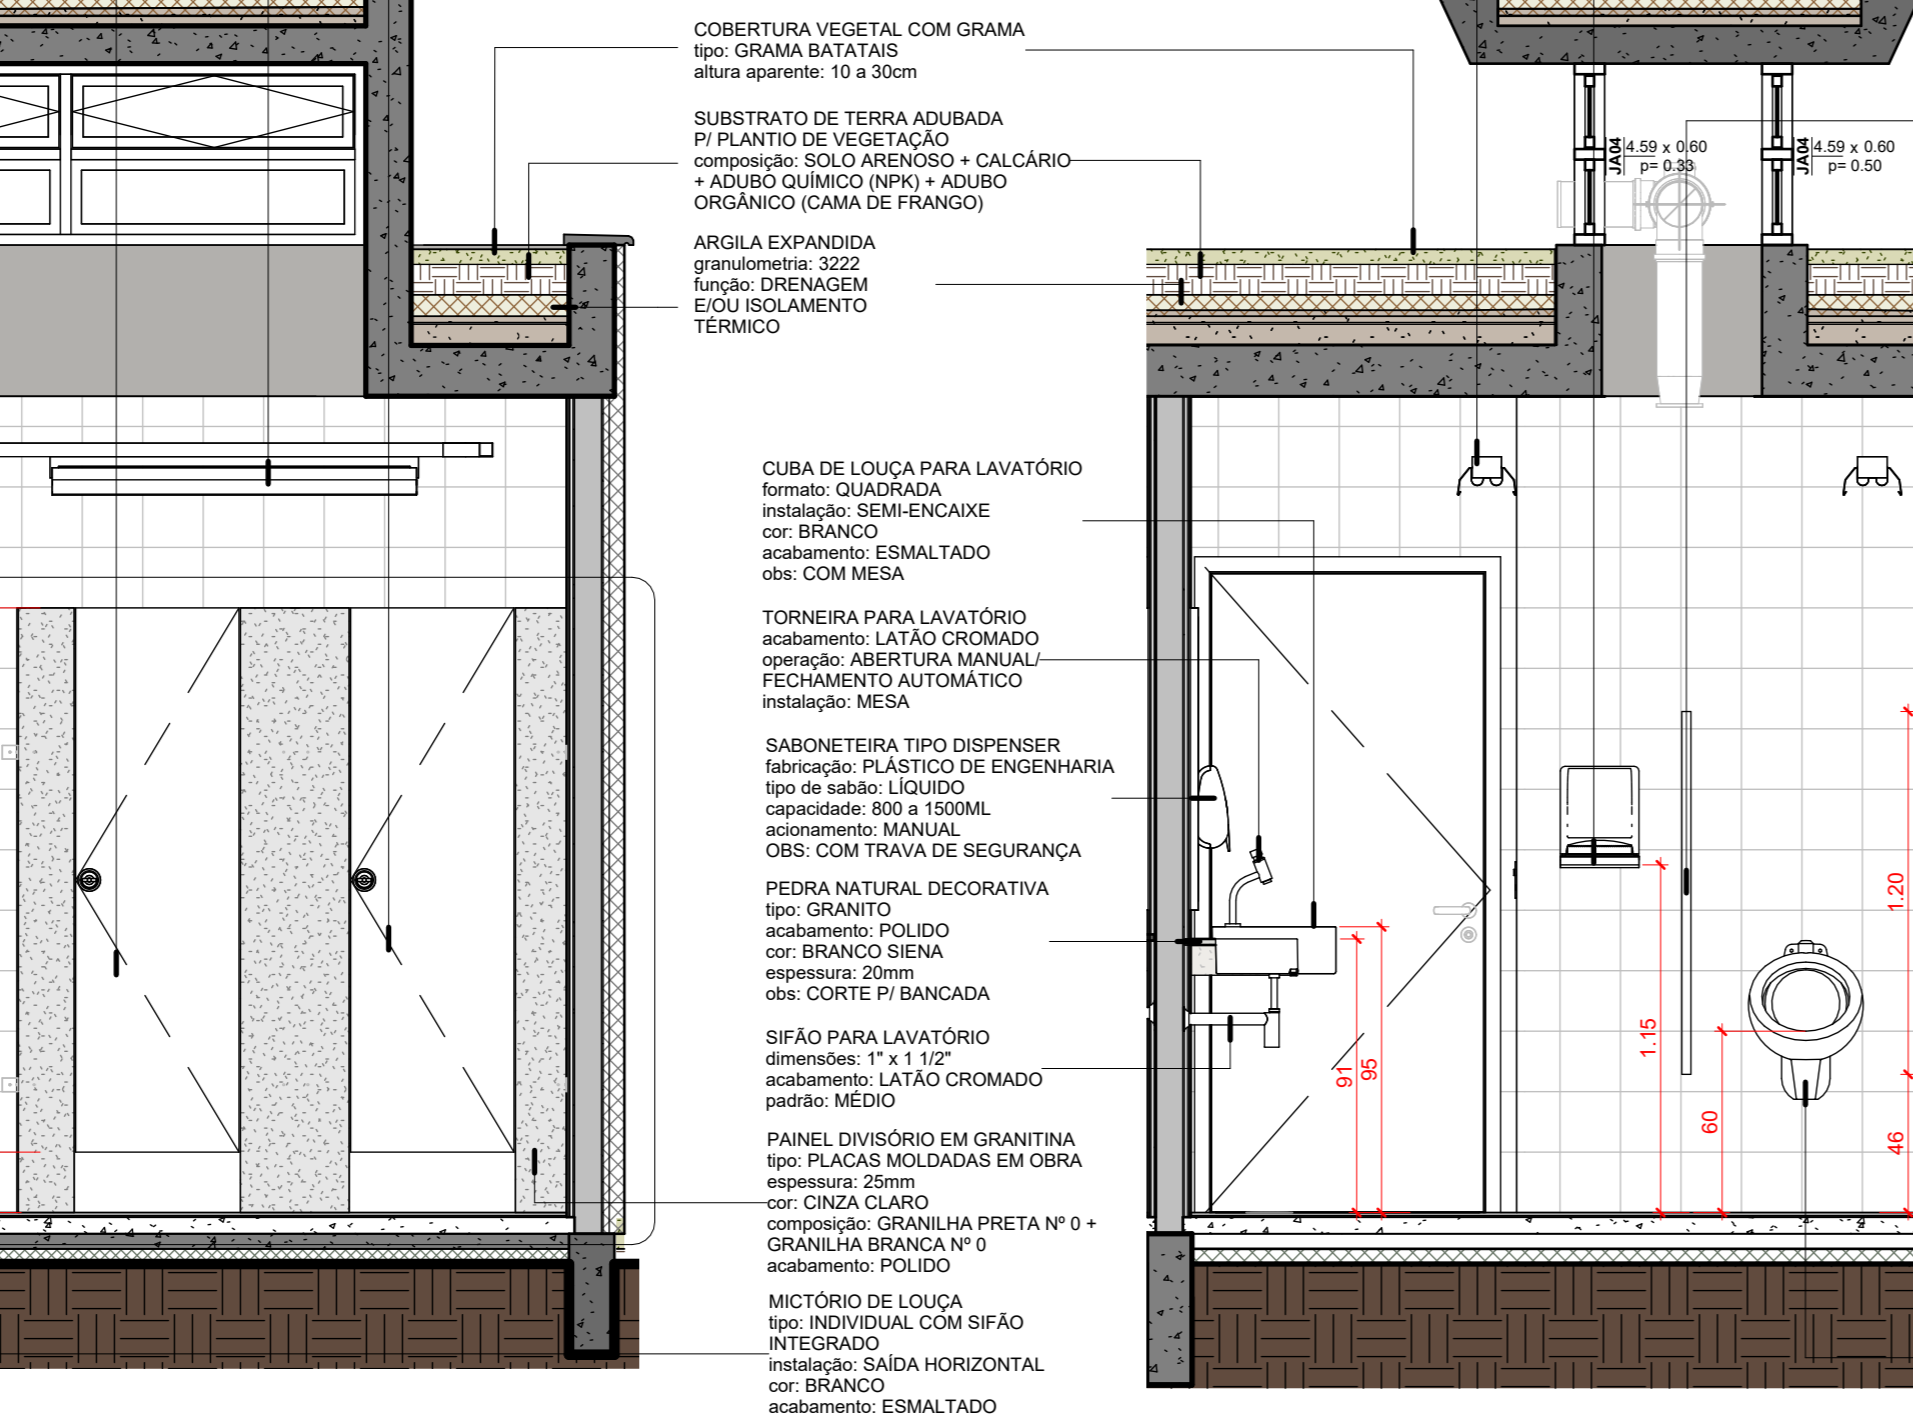 COBERTURA VEGETAL COM GRAMA
tipo: GRAMA BATATAIS
altura aparente: 10 a 30cm
SUBSTRATO DE TERRA ADUBADA
P/ PLANTIO DE VEGETAÇÃO
composição: SOLO ARENOSO + CALCÁRIO
+ ADUBO QUÍMICO (NPK) + ADUBO
ORGÂNICO (CAMA DE FRANGO)
ARGILA EXPANDIDA
granulometria: 3222
função: DRENAGEM
E/OU ISOLAMENTO
TÉRMICO
CUBA DE LOUÇA PARA LAVATÓRIO
formato: QUADRADA
instalação: SEMI-ENCAIXE
cor: BRANCO
acabamento: ESMALTADO
obs: COM MESA
TORNEIRA PARA LAVATÓRIO
acabamento: LATÃO CROMADO
operação: ABERTURA MANUAL/
FECHAMENTO AUTOMÁTICO
instalação: MESA
SABONETEIRA TIPO DISPENSER
fabricação: PLÁSTICO DE ENGENHARIA
tipo de sabão: LÍQUIDO
capacidade: 800 a 1500ML
acionamento: MANUAL
OBS: COM TRAVA DE SEGURANÇA
PEDRA NATURAL DECORATIVA
tipo: GRANITO
acabamento: POLIDO
cor: BRANCO SIENA
espessura: 20mm
obs: CORTE P/ BANCADA
SIFÃO PARA LAVATÓRIO
dimensões: 1" x 1 1/2"
acabamento: LATÃO CROMADO
padrão: MÉDIO
PAINEL DIVISÓRIO EM GRANITINA
tipo: PLACAS MOLDADAS EM OBRA
espessura: 25mm
cor: CINZA CLARO
composição: GRANILHA PRETA Nº 0 +
GRANILHA BRANCA Nº 0
acabamento: POLIDO
MICTÓRIO DE LOUÇA
tipo: INDIVIDUAL COM SIFÃO
INTEGRADO
instalação: SAÍDA HORIZONTAL
cor: BRANCO
acabamento: ESMALTADO
JA04
4.59 x 0.60
p= 0.33
JA04
4.59 x 0.60
p= 0.50
91
95
1.15
60
1.20
46